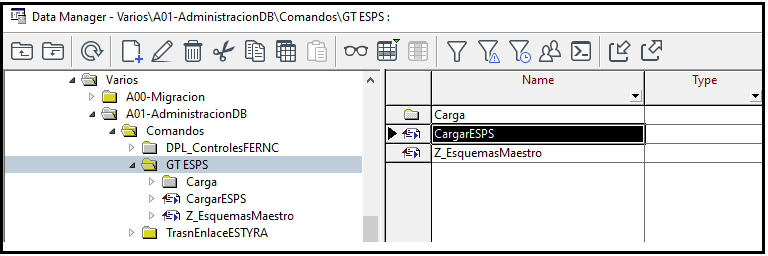 Data Manager - Varios\A01-AdministracionDB\Comandos\GT ESPS :
Varios
A00-Migracion
A01-AdministracionDB
Comandos
DPL_ControlesFERNC
GT ESPS
Carga
CargarESPS
Z_EsquemasMaestro
TrasnEnlaceESTYRA
Name Type
Carga
CargarESPS
Z_EsquemasMaestro